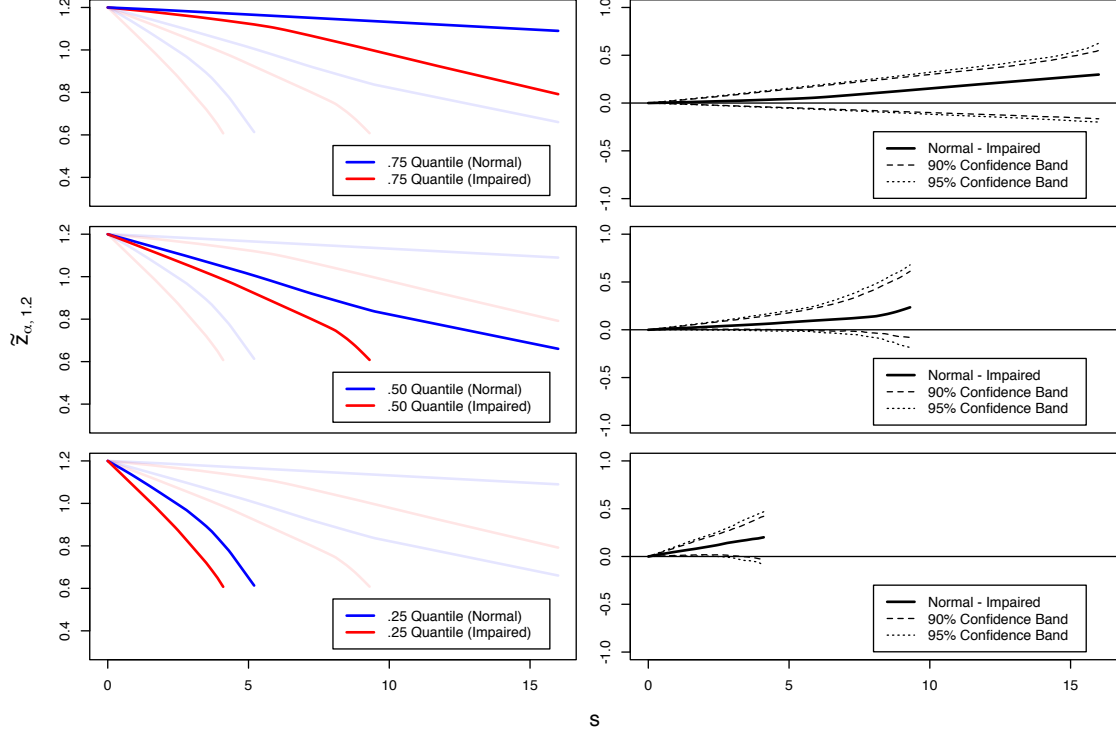 1.2
1.0
0.8
0.6
0.4
.75 Quantile (Normal)
.75 Quantile (Impaired)
1.0
0.5
0.0
-0.5
-1.0
Normal - Impaired
90% Confidence Band
95% Confidence Band
z̃α, 1.2
1.2
1.0
0.8
0.6
0.4
.50 Quantile (Normal)
.50 Quantile (Impaired)
1.0
0.5
0.0
-0.5
-1.0
Normal - Impaired
90% Confidence Band
95% Confidence Band
1.2
1.0
0.8
0.6
0.4
.25 Quantile (Normal)
.25 Quantile (Impaired)
0 5 10 15
1.0
0.5
0.0
-0.5
-1.0
Normal - Impaired
90% Confidence Band
95% Confidence Band
0 5 10 15
s